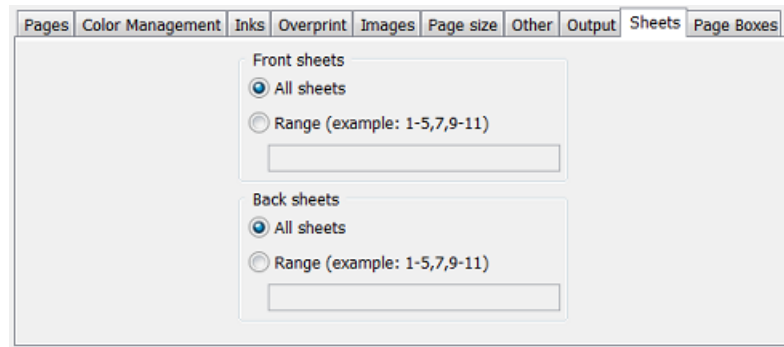 Pages Color Management Inks Overprint Images Page size Other Output Sheets Page Boxes
Front sheets
All sheets
Range (example: 1-5,7,9-11)
Back sheets
All sheets
Range (example: 1-5,7,9-11)